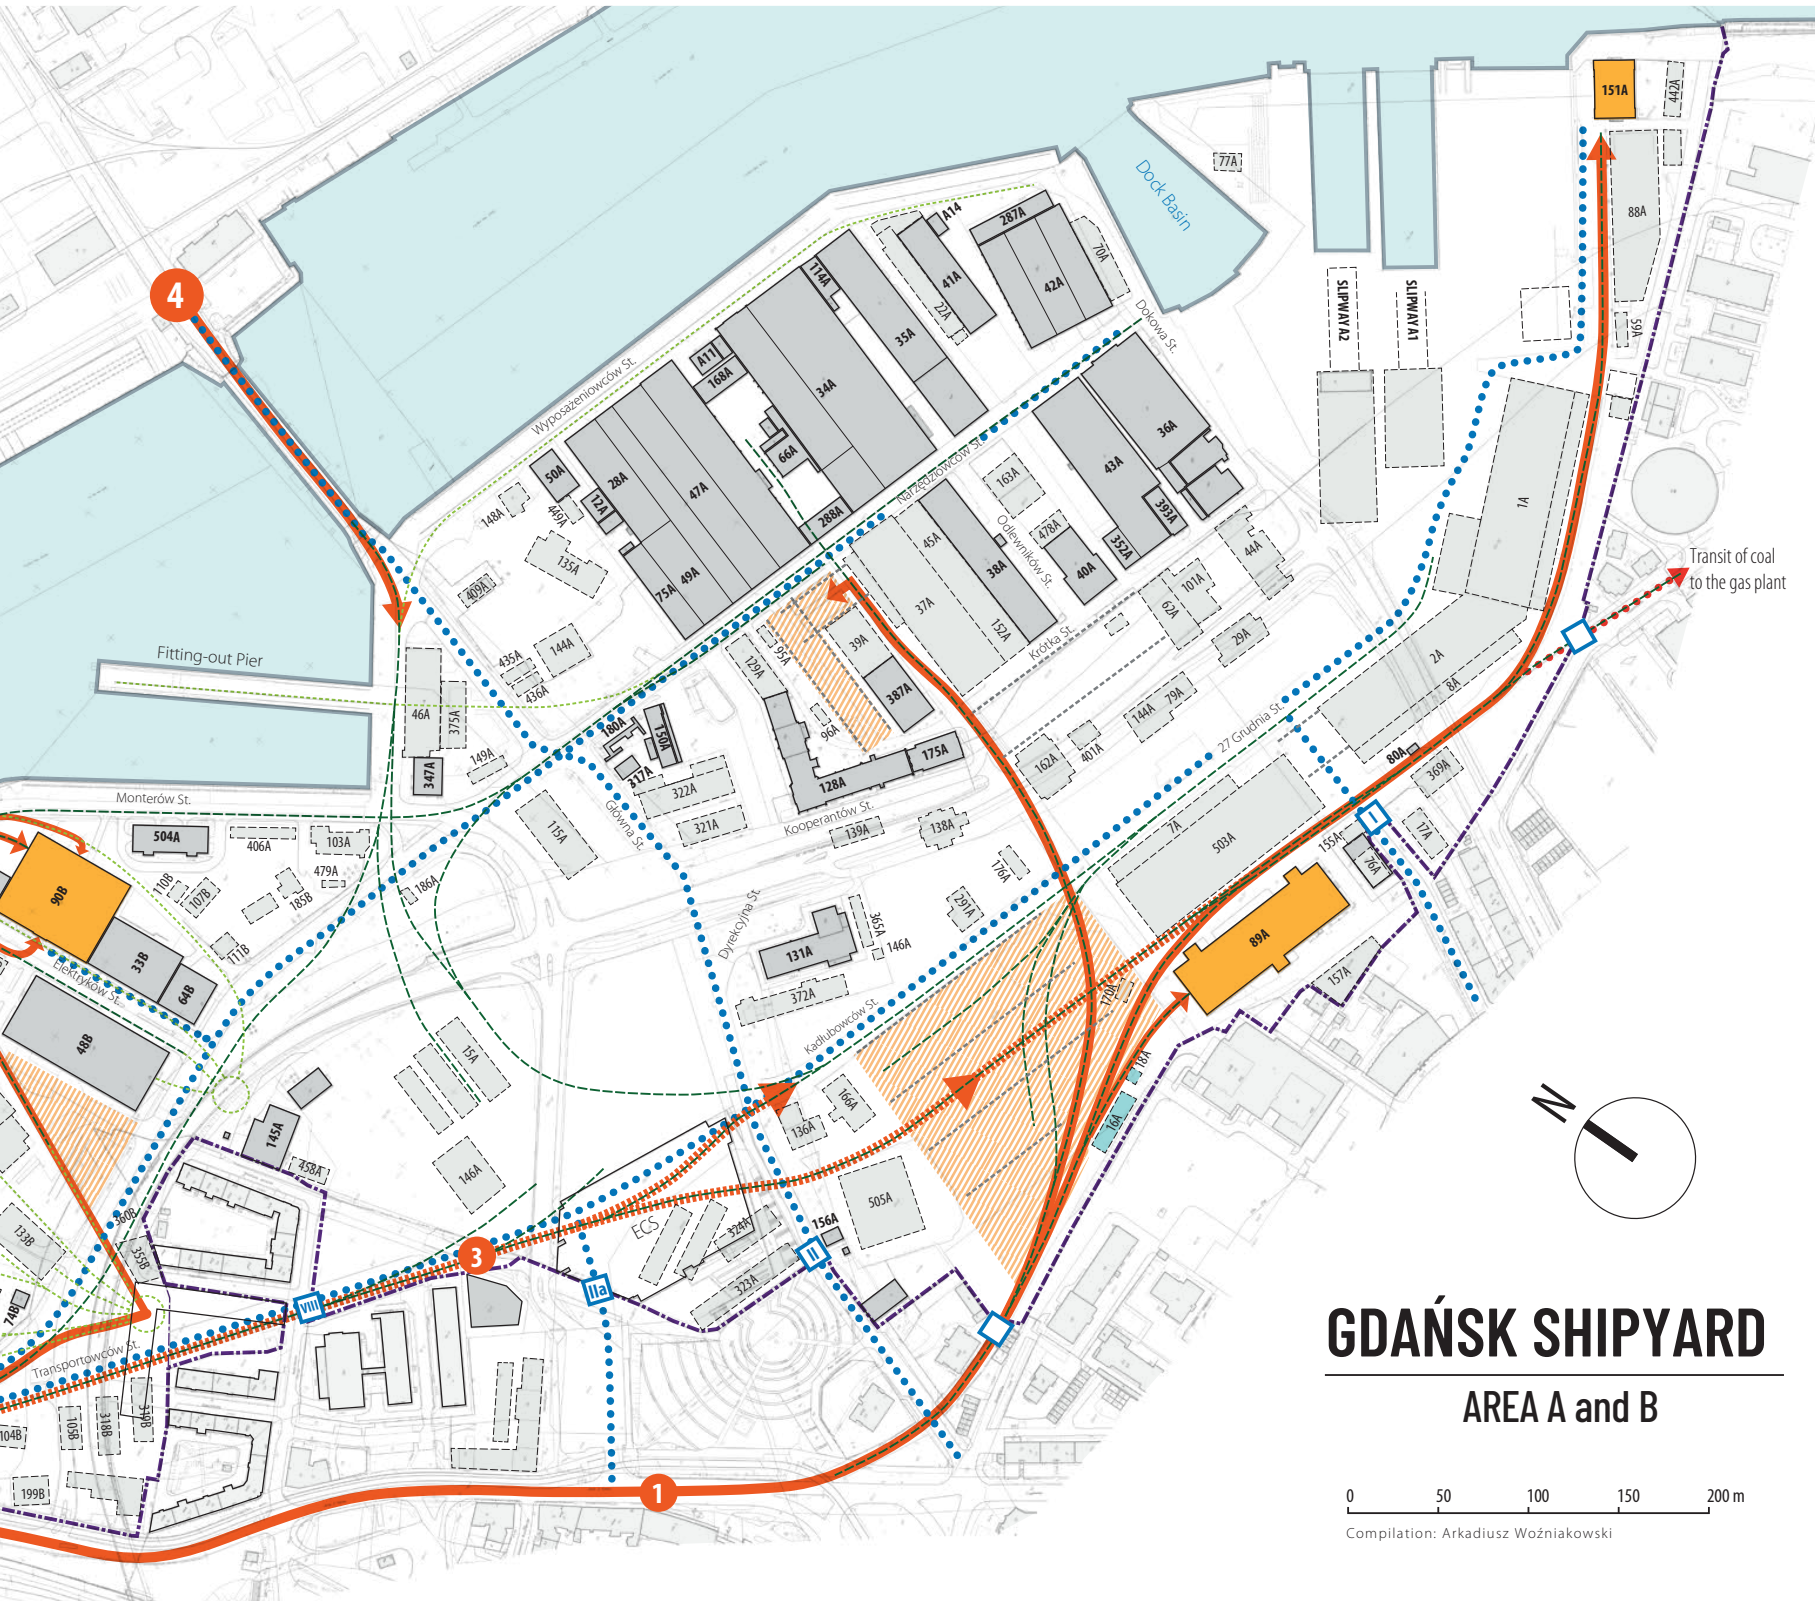 151A
442A
77A
Dock Basin
88A
A14
287A
70A
41A
42A
22A
114A
4
35A
Dokowa St.
SLIPWAY A2
SLIPWAY A1
59A
Wyposażeniowców St.
A11
168A
34A
36A
66A
43A
50A
28A
47A
Narzędziowców St.
163A
1A
148A
449A
12A
288A
393A
478A
45A
Odlewników St.
352A
44A
135A
49A
75A
38A
40A
Transit of coal
to the gas plant
409A
37A
101A
62A
152A
39A
29A
Krótka St.
Fitting-out Pier
435A
144A
436A
129A
95A
2A
8A
387A
79A
144A
46A
375A
180A
150A
96A
27 Grudnia St.
149A
347A
317A
175A
162A
401A
80A
369A
Monterów St.
322A
128A
I
Główna St.
321A
Kooperantów St.
139A
138A
7A
503A
17A
155A
76A
504A
406A
103A
115A
479A
176A
90B
110B
107B
185B
186A
291A
365A
Dyrekcyjna St.
146A
131A
89A
33B
111B
64B
Elektryków St.
372A
157A
170A
48B
Kadłubowców St.
15A
18A
166A
136A
16A
N
145A
458A
146A
505A
360B
133B
355B
3
ECS
324A
156A
II
323A
IIa
VIII
74B
Transportowców St.
GDAŃSK SHIPYARD
AREA A and B
104B
105B
318B
319B
199B
1
0 50 100 150 200 m
Compilation: Arkadiusz Woźniakowski